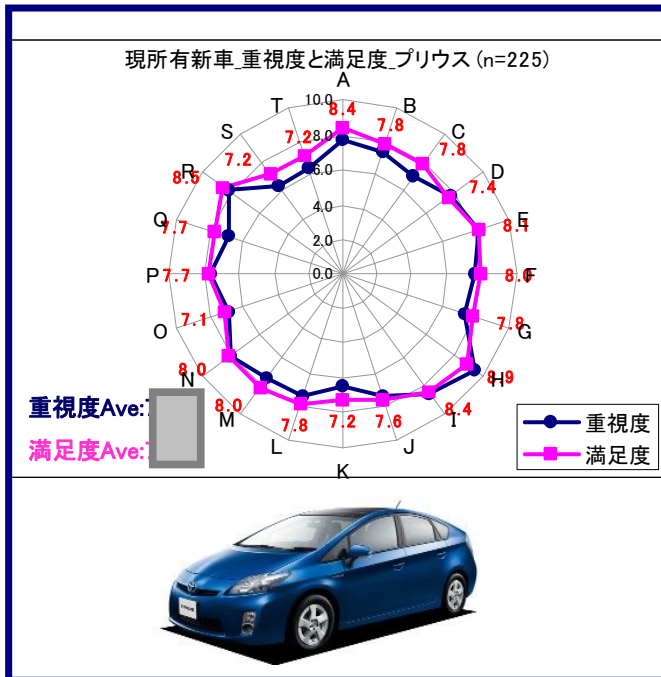 現所有新車_重視度と満足度_プリウス (n=225)
A
B
C
D
E
F
G
H
I
J
K
L
M
N
O
P
Q
R
S
T
10.0
8.0
6.0
4.0
2.0
0.0
8.4
7.8
7.8
7.4
8.1
8.0
7.8
8.9
8.4
7.6
7.2
7.8
8.0
8.0
7.1
7.7
7.7
8.5
7.2
7.2
重視度Ave:
満足度Ave:
重視度
満足度